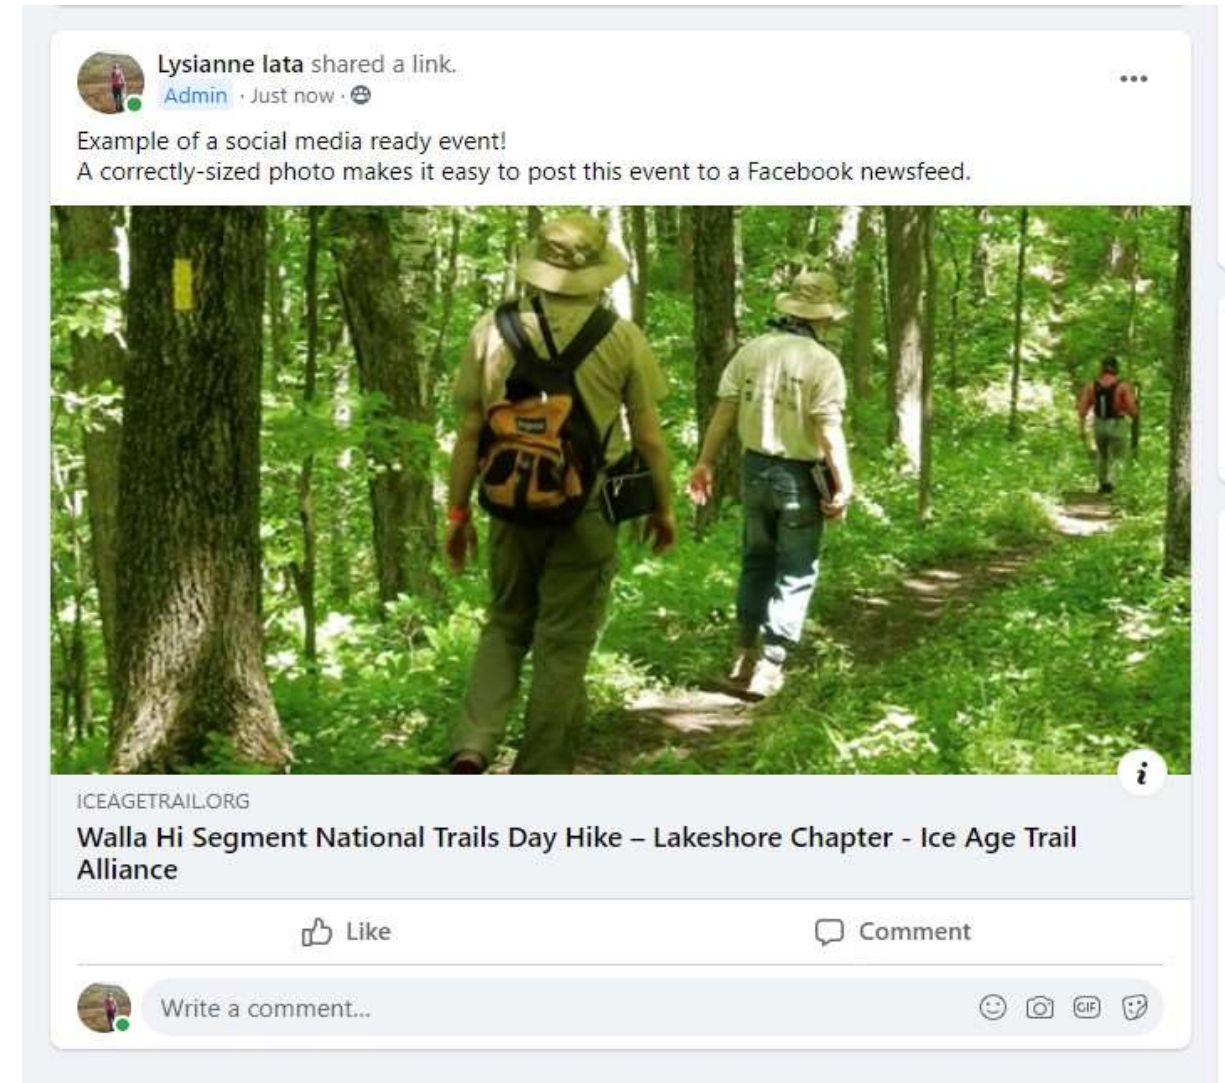 Lysianne Iata shared a link.
Admin · Just now ·
Example of a social media ready event!
A correctly-sized photo makes it easy to post this event to a Facebook newsfeed.
i
ICEAGETRAIL.ORG
Walla Hi Segment National Trails Day Hike – Lakeshore Chapter - Ice Age Trail
Alliance
Like Comment
Write a comment...
GIF